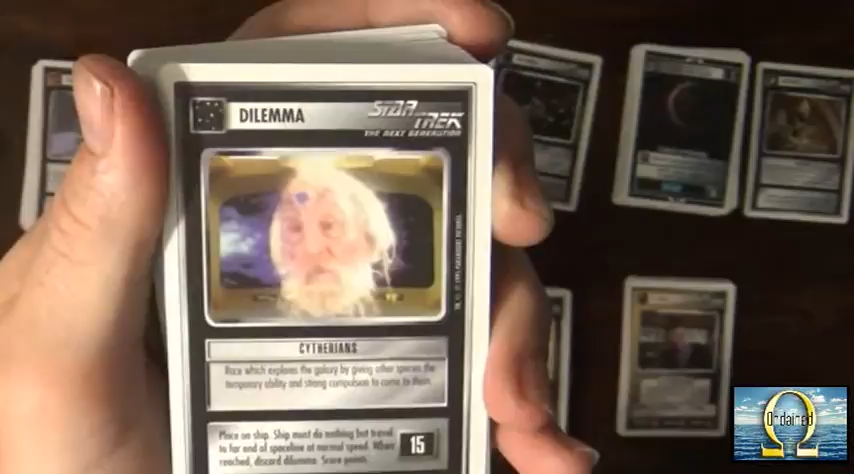 DILEMMA
STAR TREK
THE NEXT GENERATION
CYTHERIANS
Race which explores the galaxy by giving other species the
temporary ability and strong compulsion to come to them.
Place on ship. Ship must do nothing but travel
to far end of spaceline at normal speed. When
reached, discard dilemma. Score points.
15
Ordained